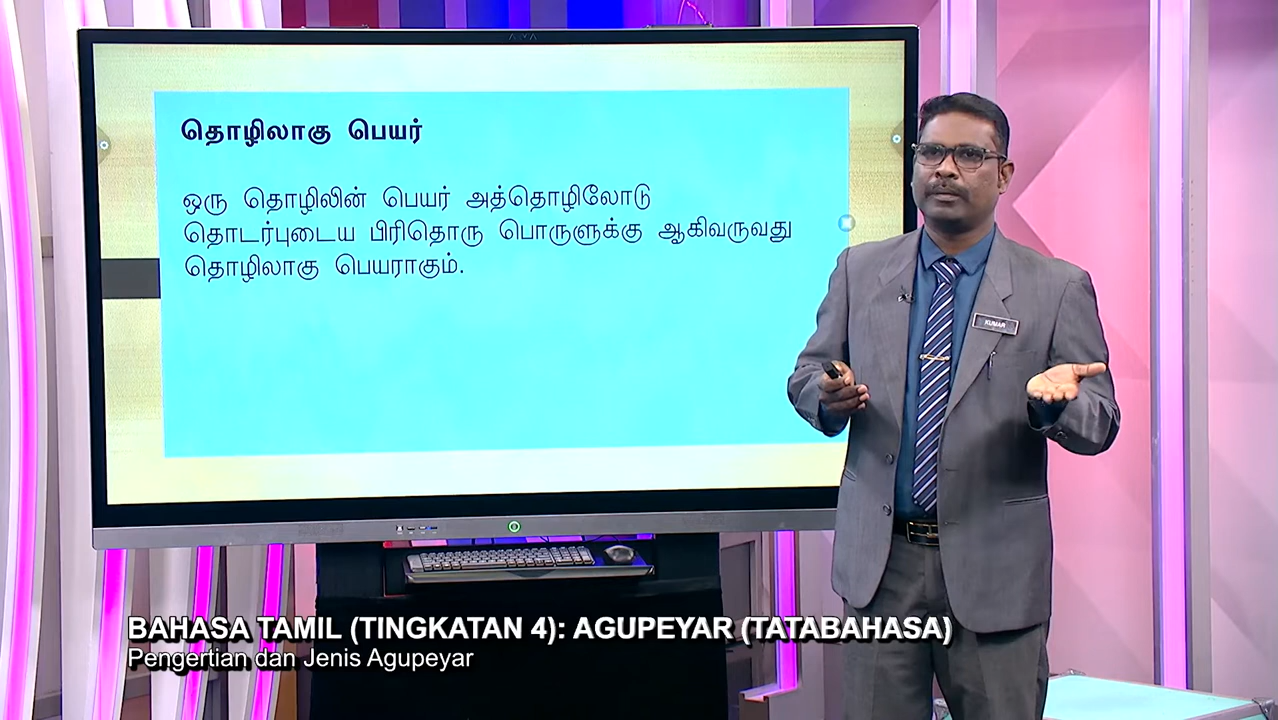 தொழிலாகு பெயர்
ஒரு தொழிலின் பெயர் அத்தொழிலோடு
தொடர்புடைய பிரிதொரு பொருளுக்கு ஆகிவருவது
தொழிலாகு பெயராகும்.
KUMAR
BAHASA TAMIL (TINGKATAN 4): AGUPEYAR (TATABAHASA)
Pengertian dan Jenis Agupeyar